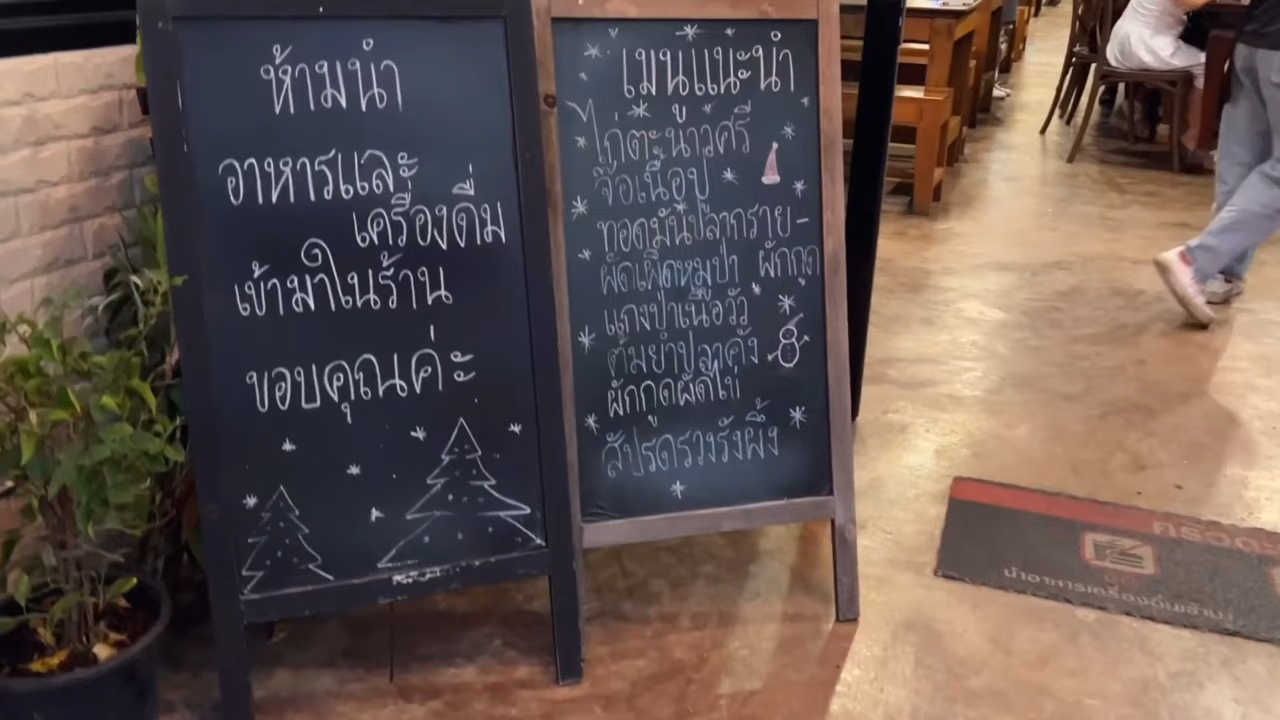 ห้ามนำ
อาหารและ
เครื่องดื่ม
เข้ามาในร้าน
ขอบคุณค่ะ
เมนูแนะนำ
ไก่ตะนาวศรี
จ๊อเนื้อปู
ทอดมันปลากราย-
ผัดเผ็ดหมูป่า ผักกูด
แกงป่าเนื้อวัว
ต้มยำปลาคัง
ผักกูดผัดไข่
สัปรดรวงรังผึ้ง